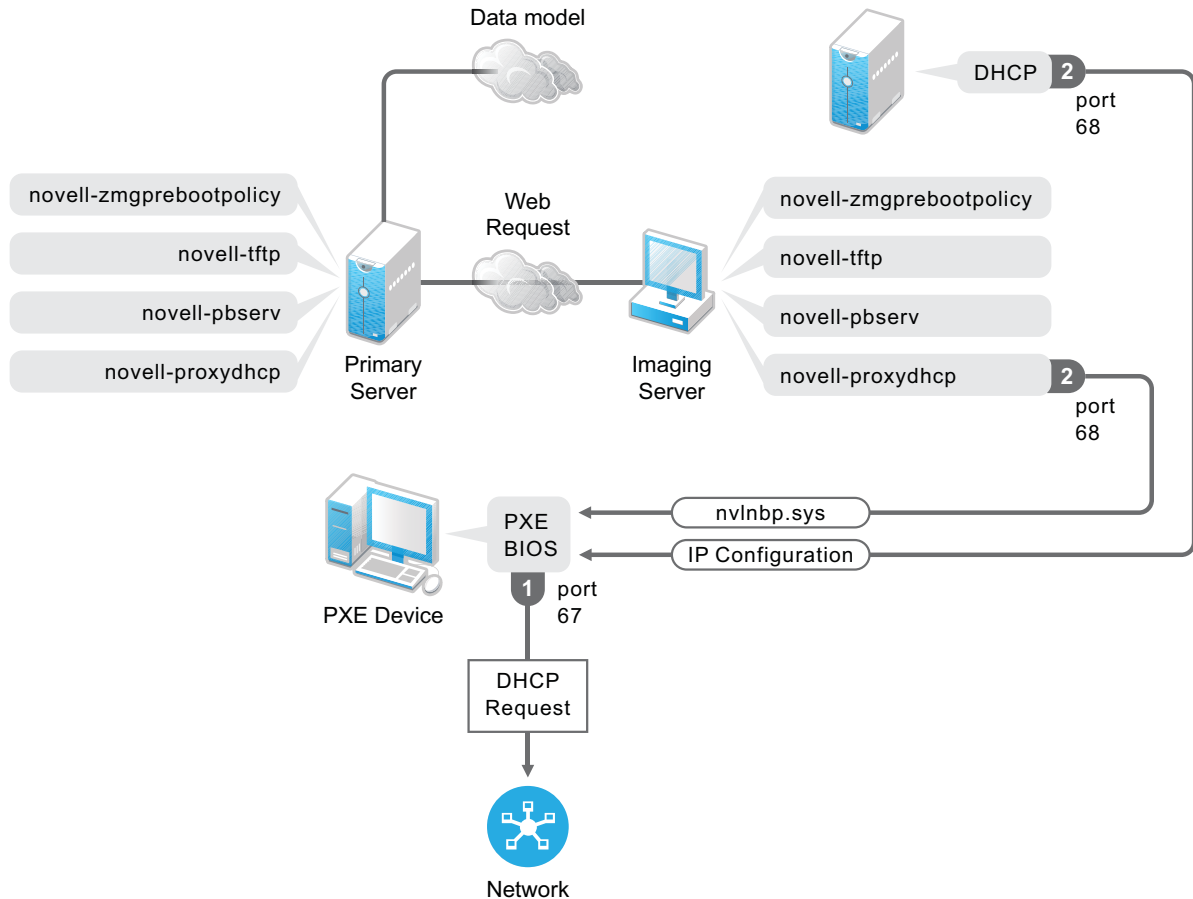 Data model
DHCP
2
port
68
novell-zmgprebootpolicy
novell-tftp
novell-pbserv
novell-proxydhcp
Primary
Server
Web
Request
Imaging
Server
novell-zmgprebootpolicy
novell-tftp
novell-pbserv
novell-proxydhcp
2
port
68
nvlnbp.sys
IP Configuration
PXE
BIOS
1
port
67
PXE Device
DHCP
Request
Network